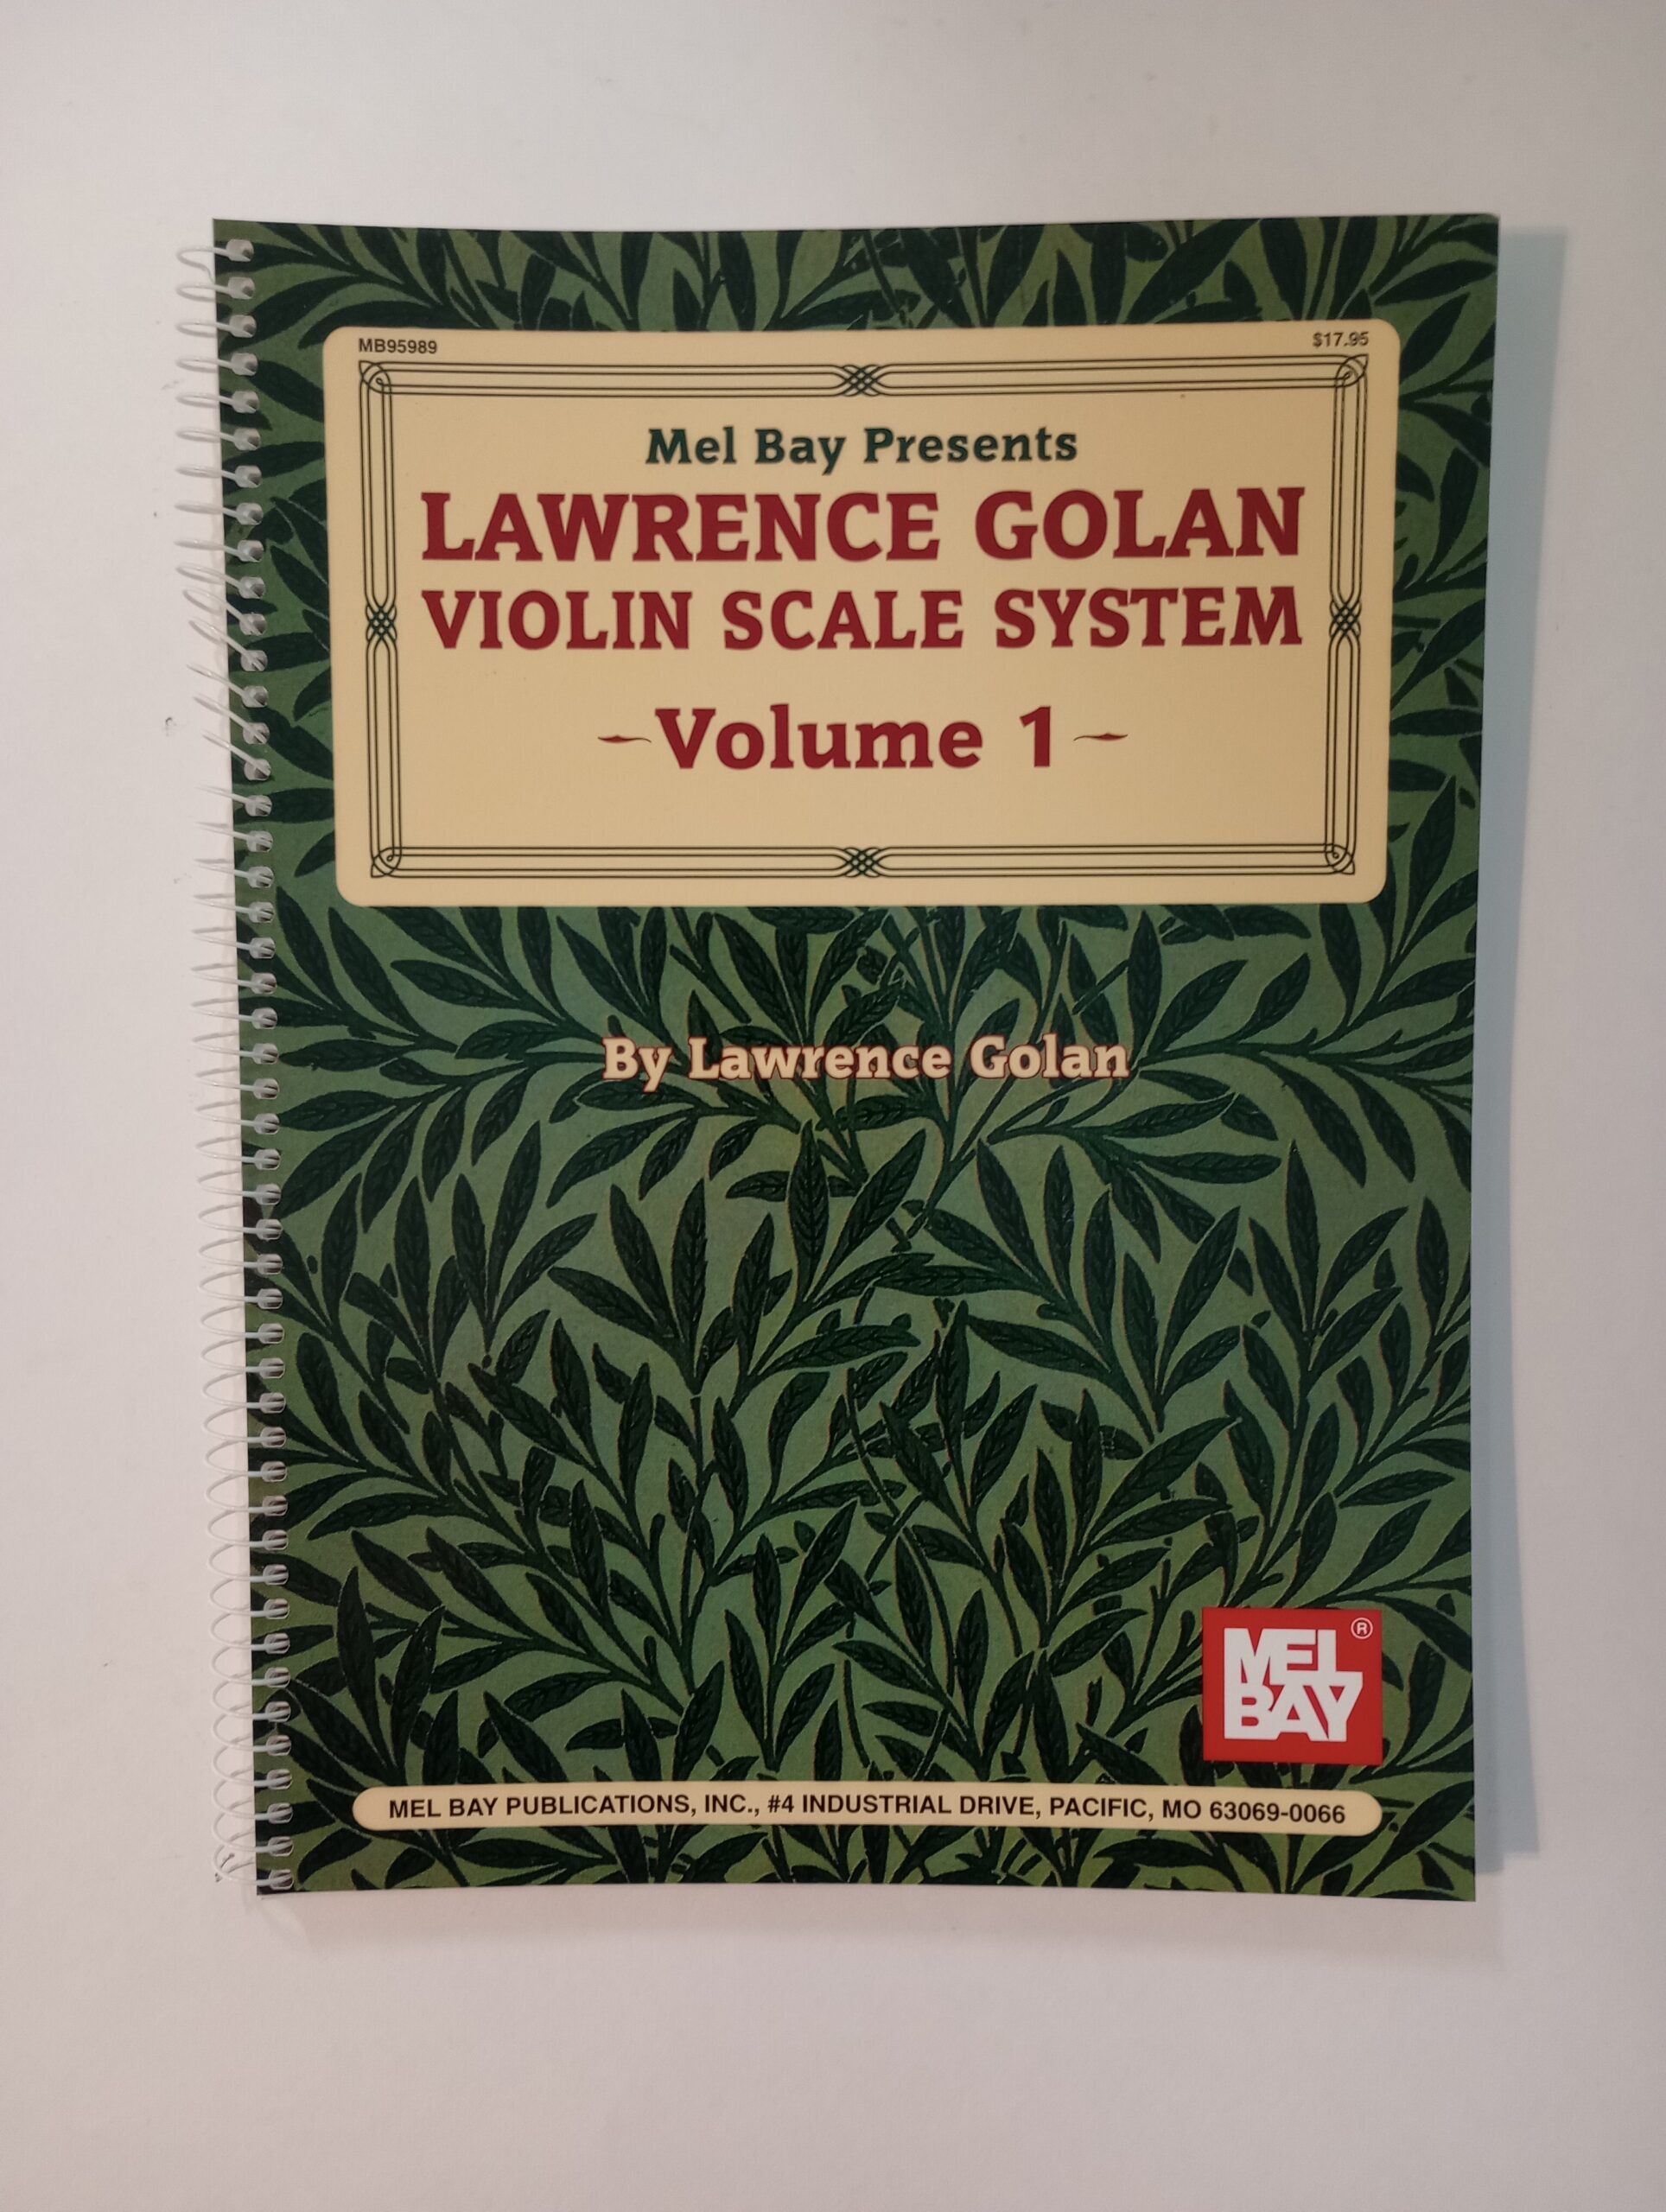 MB95989
$17.95
Mel Bay Presents
LAWRENCE GOLAN
VIOLIN SCALE SYSTEM
~Volume 1~
By Lawrence Golan
MEL
BAY®
MEL BAY PUBLICATIONS, INC., #4 INDUSTRIAL DRIVE, PACIFIC, MO 63069-0066